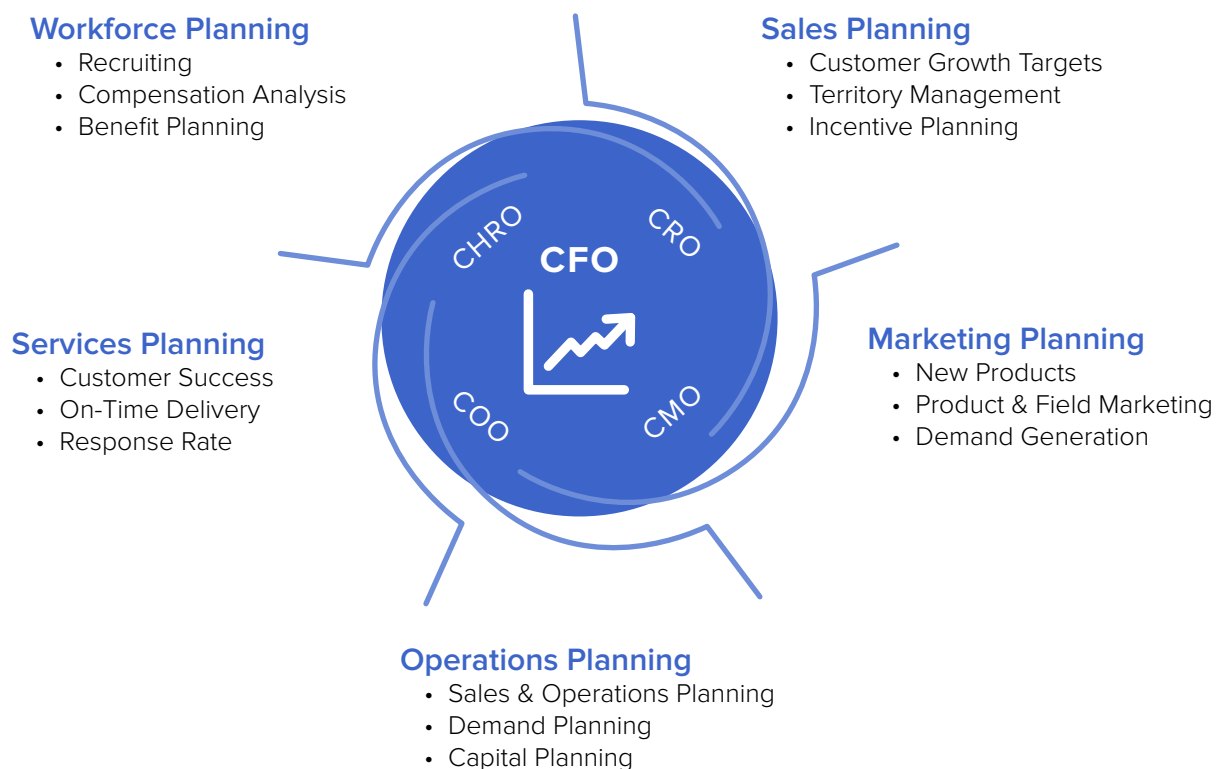 Workforce Planning
• Recruiting
• Compensation Analysis
• Benefit Planning
Sales Planning
• Customer Growth Targets
• Territory Management
• Incentive Planning
CHRO
CRO
CFO
COO
CMO
Services Planning
• Customer Success
• On-Time Delivery
• Response Rate
Marketing Planning
• New Products
• Product & Field Marketing
• Demand Generation
Operations Planning
• Sales & Operations Planning
• Demand Planning
• Capital Planning